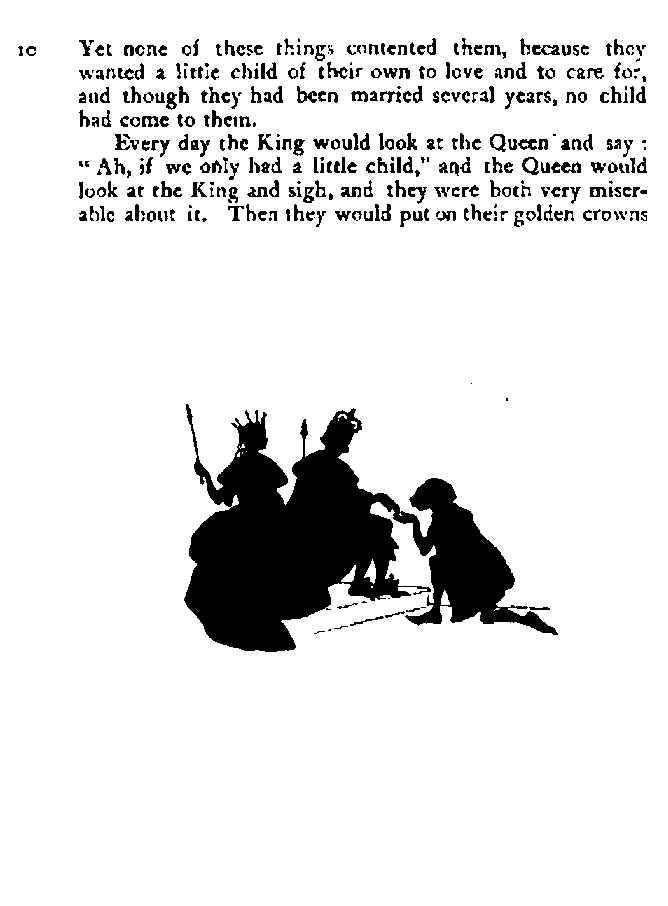 10 Yet none of these things contented them, because they
wanted a little child of their own to love and to care for,
and though they had been married several years, no child
had come to them.
Every day the King would look at the Queen and say :
“ Ah, if we only had a little child,” and the Queen would
look at the King and sigh, and they were both very miser-
able about it. Then they would put on their golden crowns